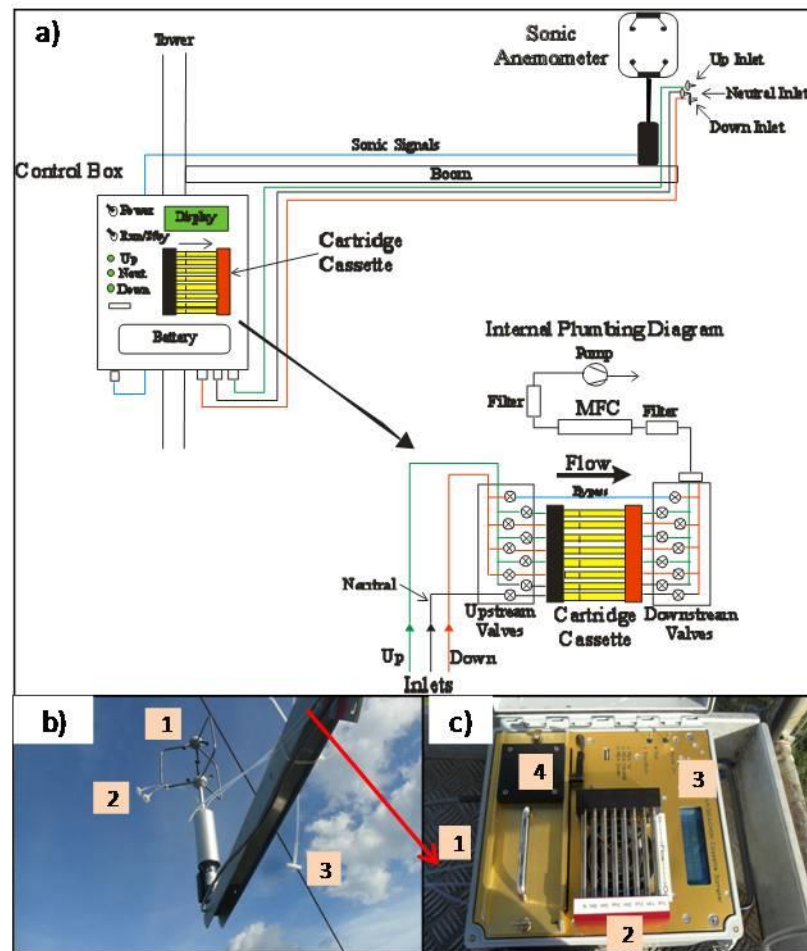 a)
Tower
Sonic
Anemometer
Up Inlet
Neutral Inlet
Down Inlet
Sonic Signals
Boom
Control Box
Power
Display
Up
Neut.
Down
Cartridge
Cassette
Battery
Internal Plumbing Diagram
Pump
Filter
MFC
Filter
Flow
Bypass
Neutral
Upstream
Valves
Cartridge
Cassette
Downstream
Valves
Up
Down
Inlets
b)
1
2
3
c)
4
3
1
2